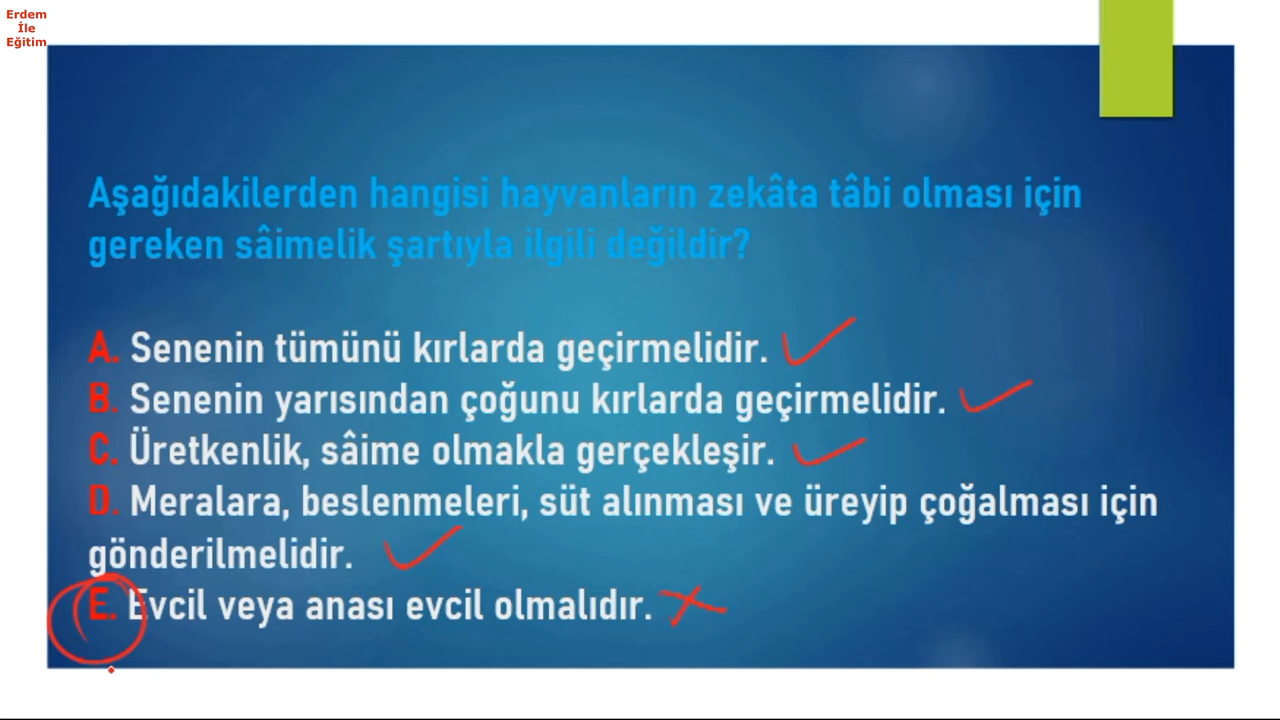 Erdem
İle
Eğitim
Aşağıdakilerden hangisi hayvanların zekâta tâbi olması için
gereken sâimelik şartıyla ilgili değildir?
A. Senenin tümünü kırlarda geçirmelidir.
B. Senenin yarısından çoğunu kırlarda geçirmelidir.
C. Üretkenlik, sâime olmakla gerçekleşir.
D. Meralara, beslenmeleri, süt alınması ve üreyip çoğalması için
gönderilmelidir.
E. Evcil veya anası evcil olmalıdır.